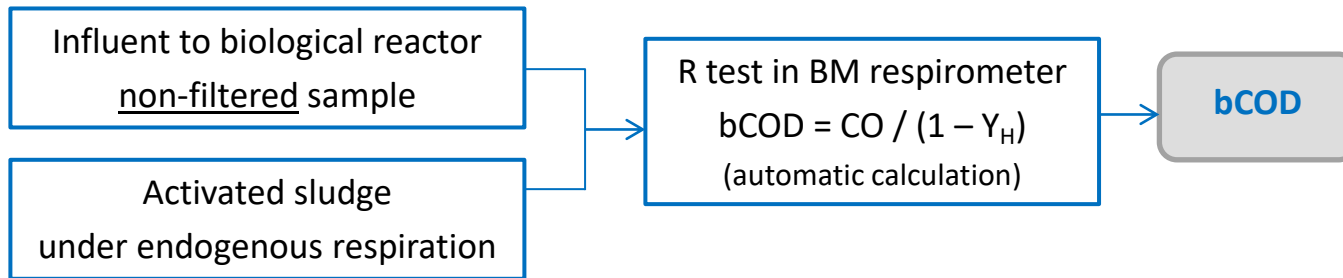 Influent to biological reactor
non-filtered sample
Activated sludge
under endogenous respiration
R test in BM respirometer
bCOD = CO / (1 – Y_H)
(automatic calculation)
bCOD